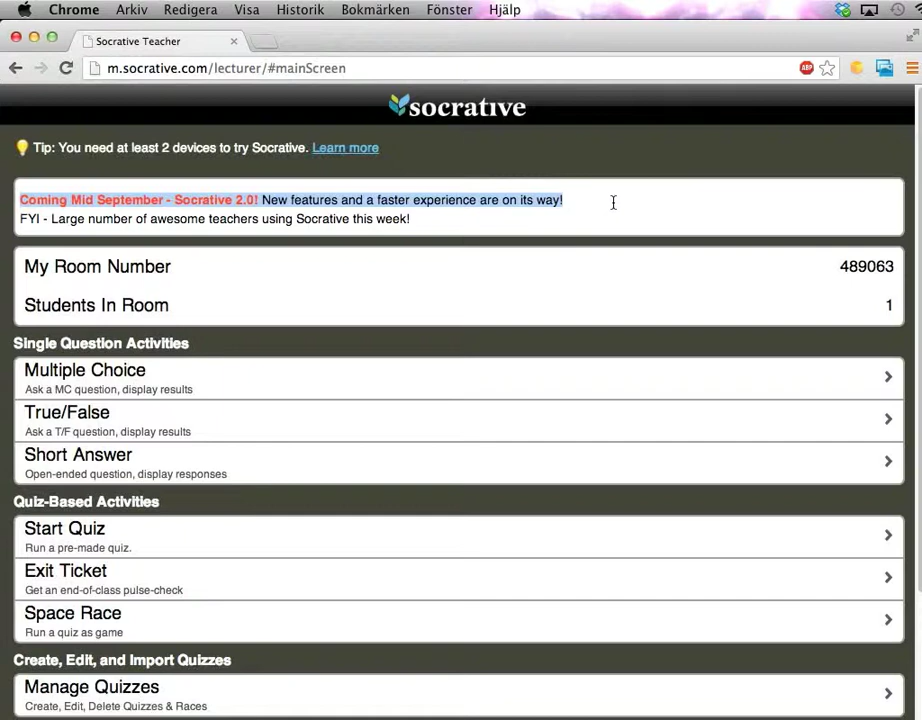 Chrome Arkiv Redigera Visa Historik Bokmärken Fönster Hjälp
Socrative Teacher
m.socrative.com/lecturer/#mainScreen
ABP
socrative
Tip: You need at least 2 devices to try Socrative. Learn more
Coming Mid September - Socrative 2.0! New features and a faster experience are on its way!
FYI - Large number of awesome teachers using Socrative this week!
My Room Number 489063
Students In Room 1
Single Question Activities
Multiple Choice
Ask a MC question, display results
True/False
Ask a T/F question, display results
Short Answer
Open-ended question, display responses
Quiz-Based Activities
Start Quiz
Run a pre-made quiz.
Exit Ticket
Get an end-of-class pulse-check
Space Race
Run a quiz as game
Create, Edit, and Import Quizzes
Manage Quizzes
Create, Edit, Delete Quizzes & Races